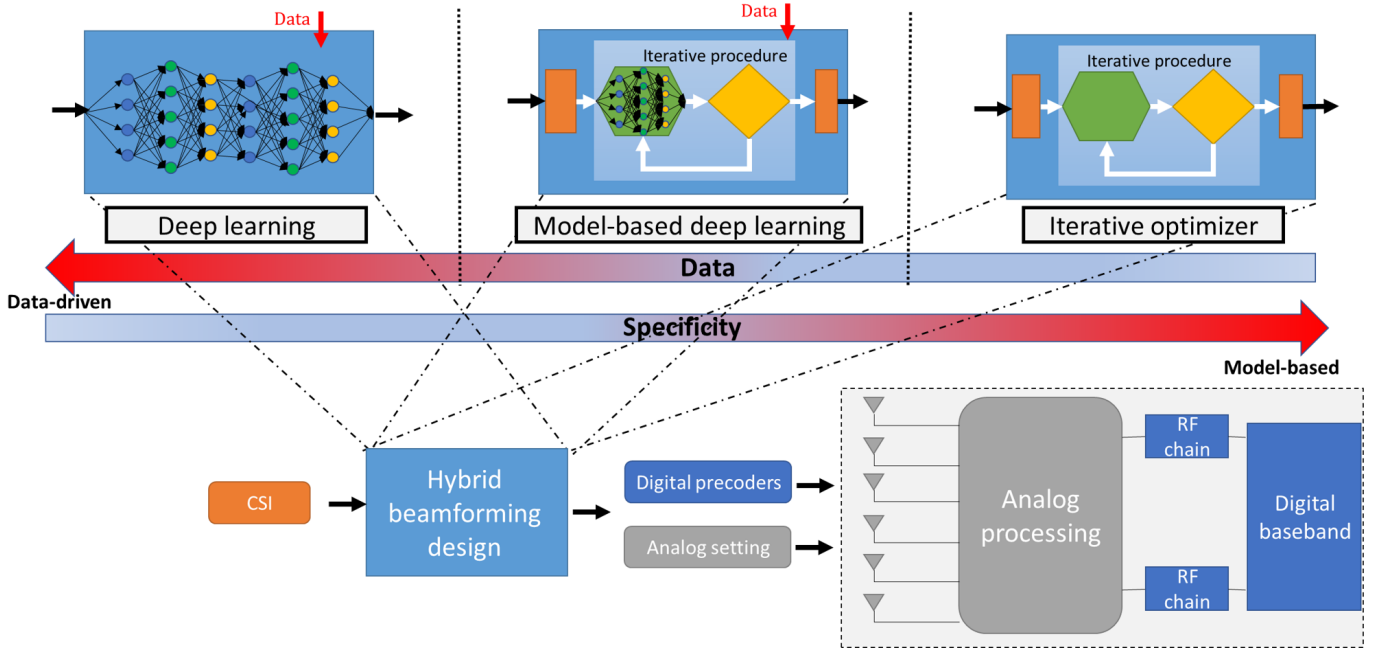 Data
Data
Iterative procedure
Iterative procedure
Deep learning
Model-based deep learning
Iterative optimizer
Data
Data-driven
Specificity
Model-based
CSI
Hybrid
beamforming
design
Digital precoders
Analog setting
Analog
processing
RF
chain
RF
chain
Digital
baseband